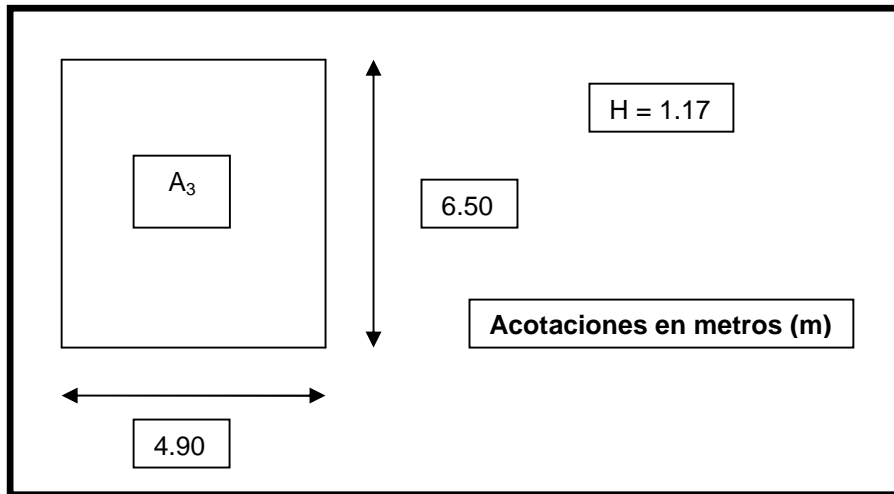 H = 1.17
A₃
6.50
Acotaciones en metros (m)
4.90